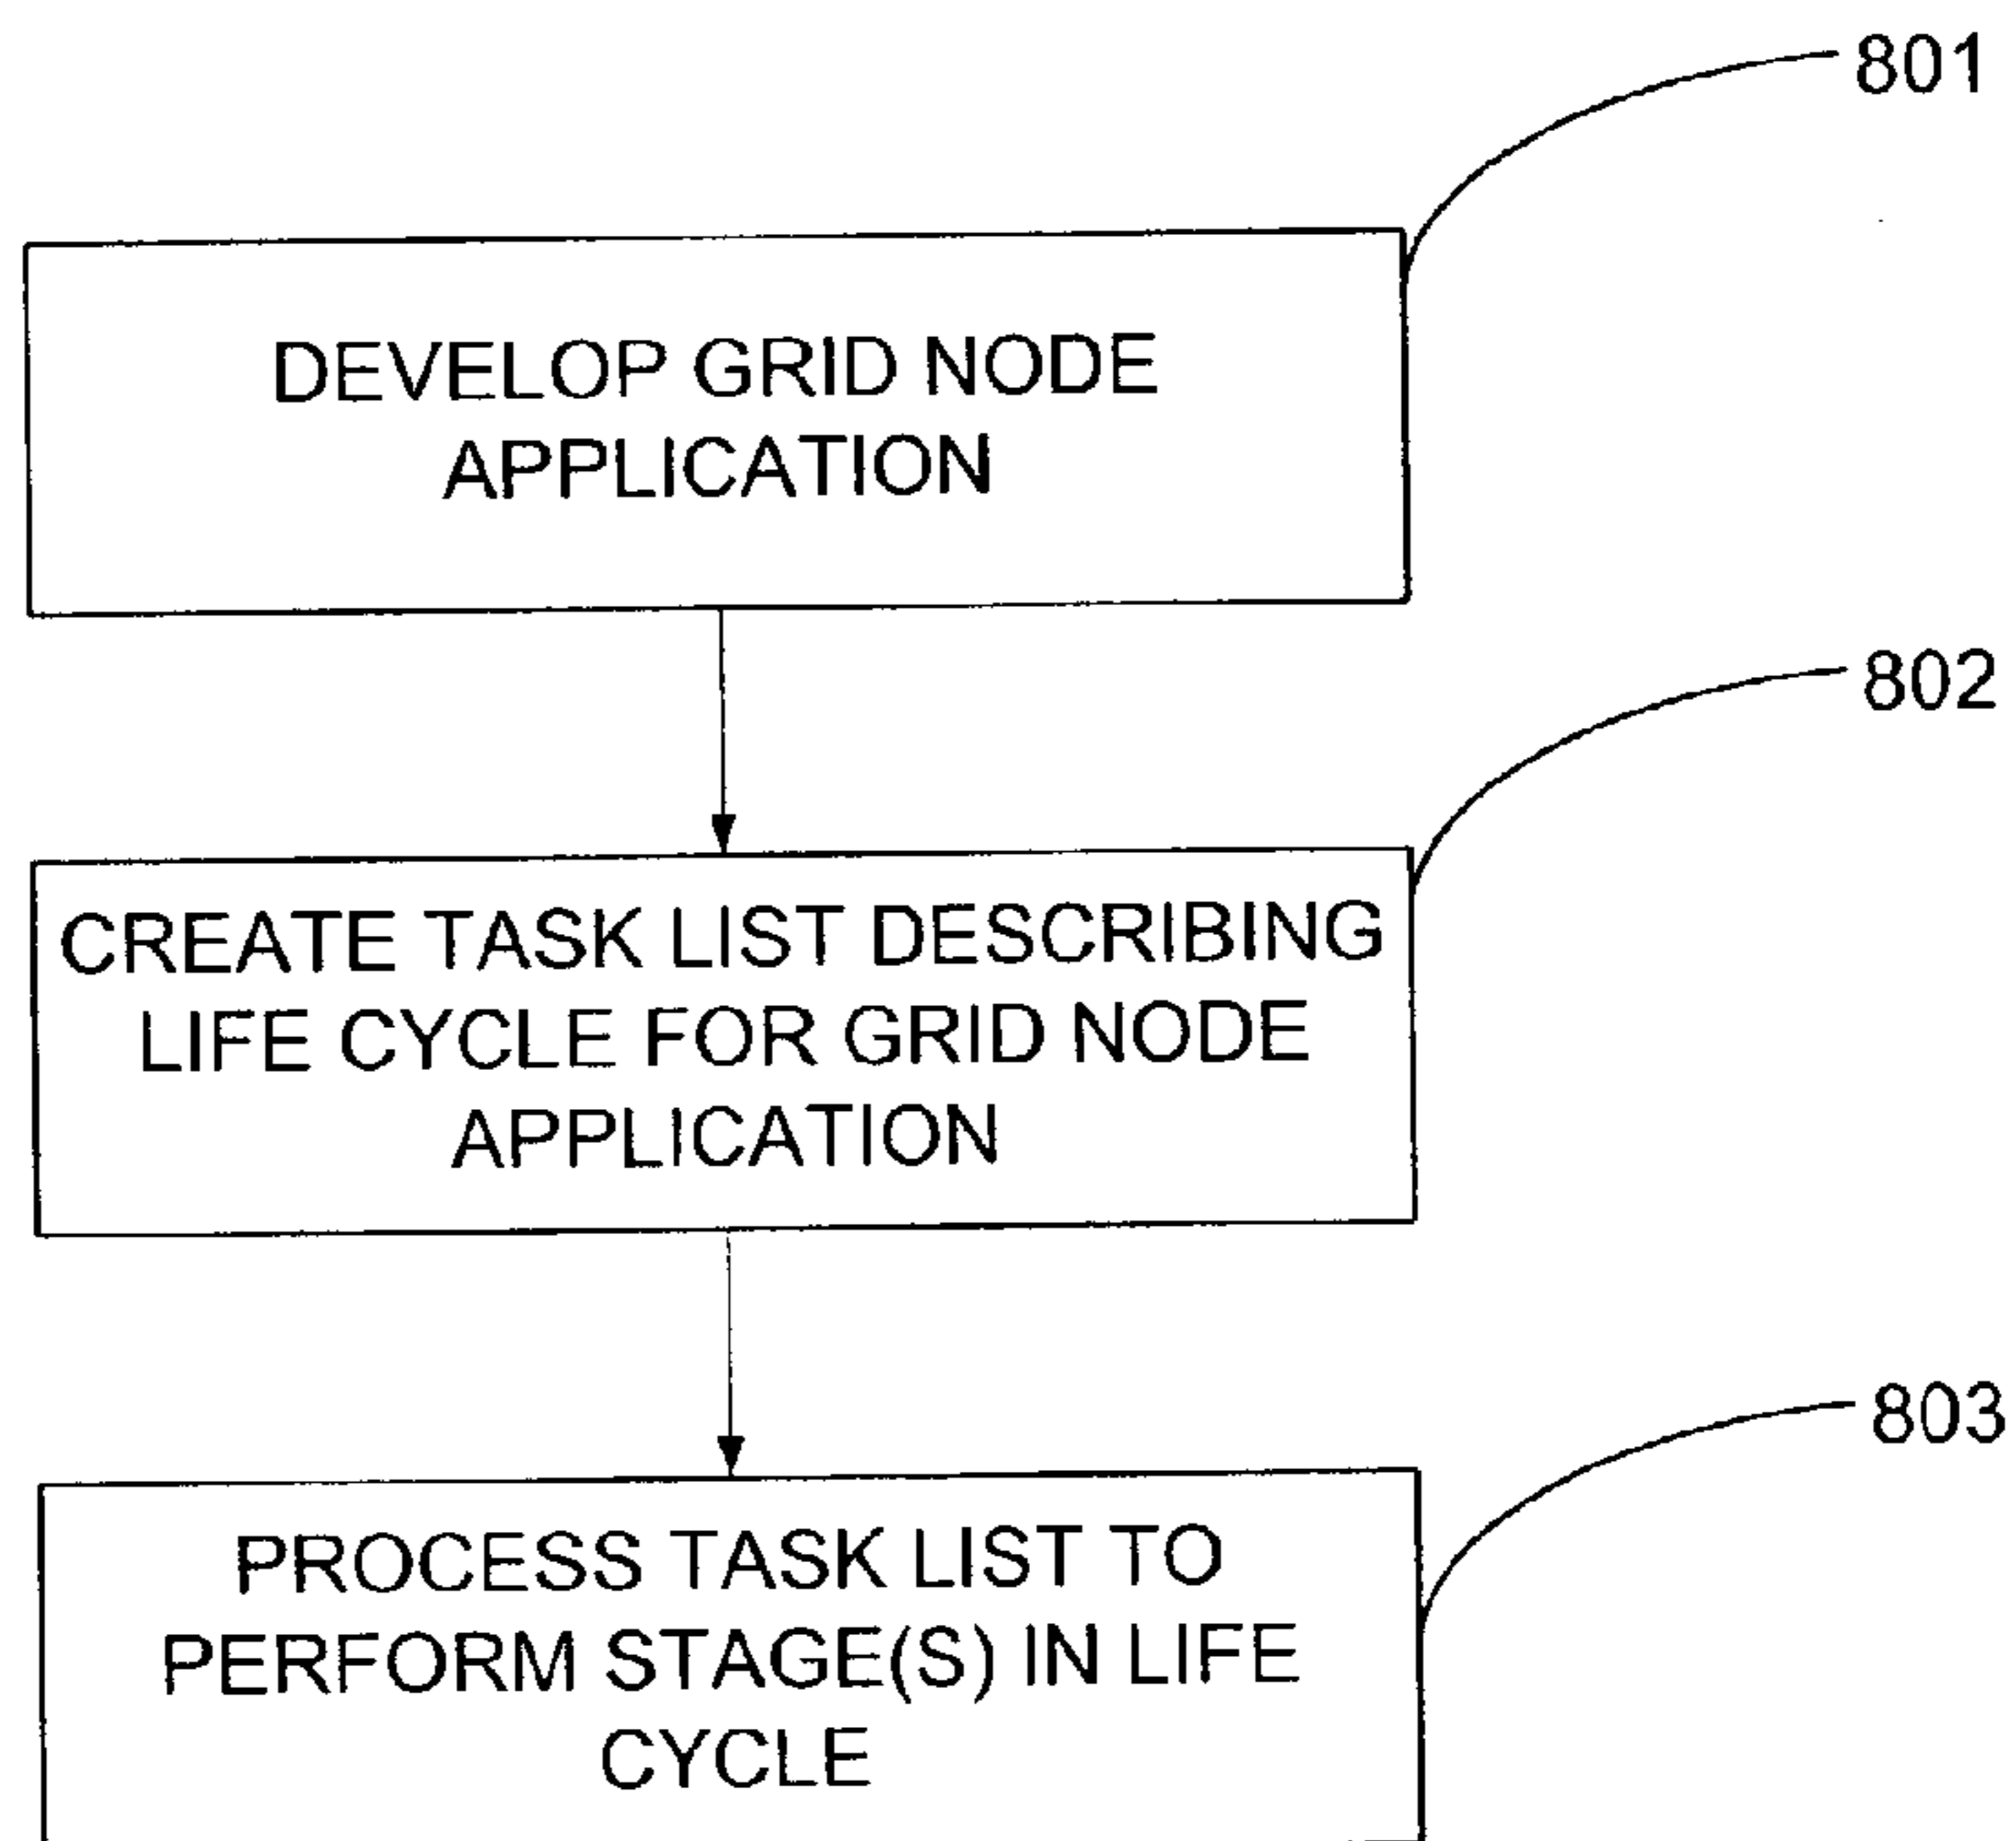 801
DEVELOP GRID NODE
APPLICATION
802
CREATE TASK LIST DESCRIBING
LIFE CYCLE FOR GRID NODE
APPLICATION
803
PROCESS TASK LIST TO
PERFORM STAGE(S) IN LIFE
CYCLE